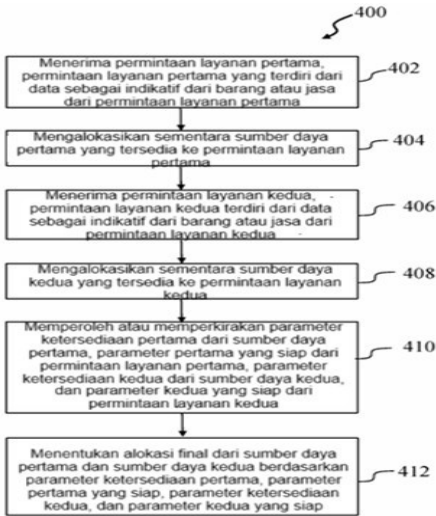 400
Menerima permintaan layanan pertama,
permintaan layanan pertama yang terdiri dari
data sebagai indikatif dari barang atau jasa
dari permintaan layanan pertama
402
Mengalokasikan sementara sumber daya
pertama yang tersedia ke permintaan layanan
pertama
404
Menerima permintaan layanan kedua,
permintaan layanan kedua terdiri dari data
sebagai indikatif dari barang atau jasa dari
permintaan layanan kedua
406
Mengalokasikan sementara sumber daya
kedua yang tersedia ke permintaan layanan
kedua
408
Memperoleh atau memperkirakan parameter
ketersediaan pertama dari sumber daya
pertama, parameter pertama yang siap dari
permintaan layanan pertama, parameter
ketersediaan kedua dari sumber daya kedua,
dan parameter kedua yang siap dari
permintaan layanan kedua
410
Menentukan alokasi final dari sumber daya
pertama dan sumber daya kedua berdasarkan
parameter ketersediaan pertama, parameter
pertama yang siap, parameter ketersediaan
kedua, dan parameter kedua yang siap
412